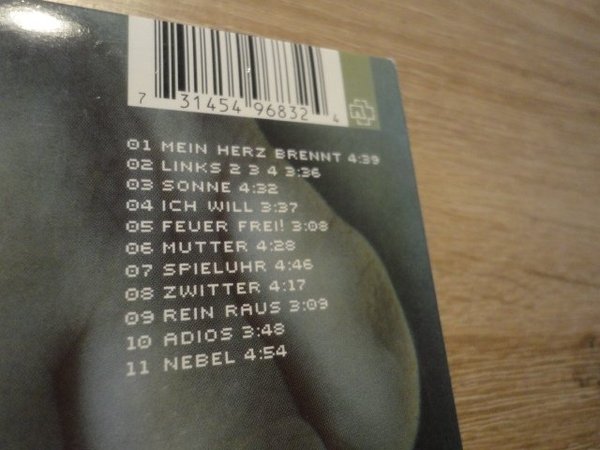 7 31454 96832 4
01 MEIN HERZ BRENNT 4:39
02 LINKS 2 3 4 3:36
03 SONNE 4:32
04 ICH WILL 3:37
05 FEUER FREI! 3:08
06 MUTTER 4:28
07 SPIELUHR 4:46
08 ZWITTER 4:17
09 REIN RAUS 3:09
10 ADIOS 3:48
11 NEBEL 4:54